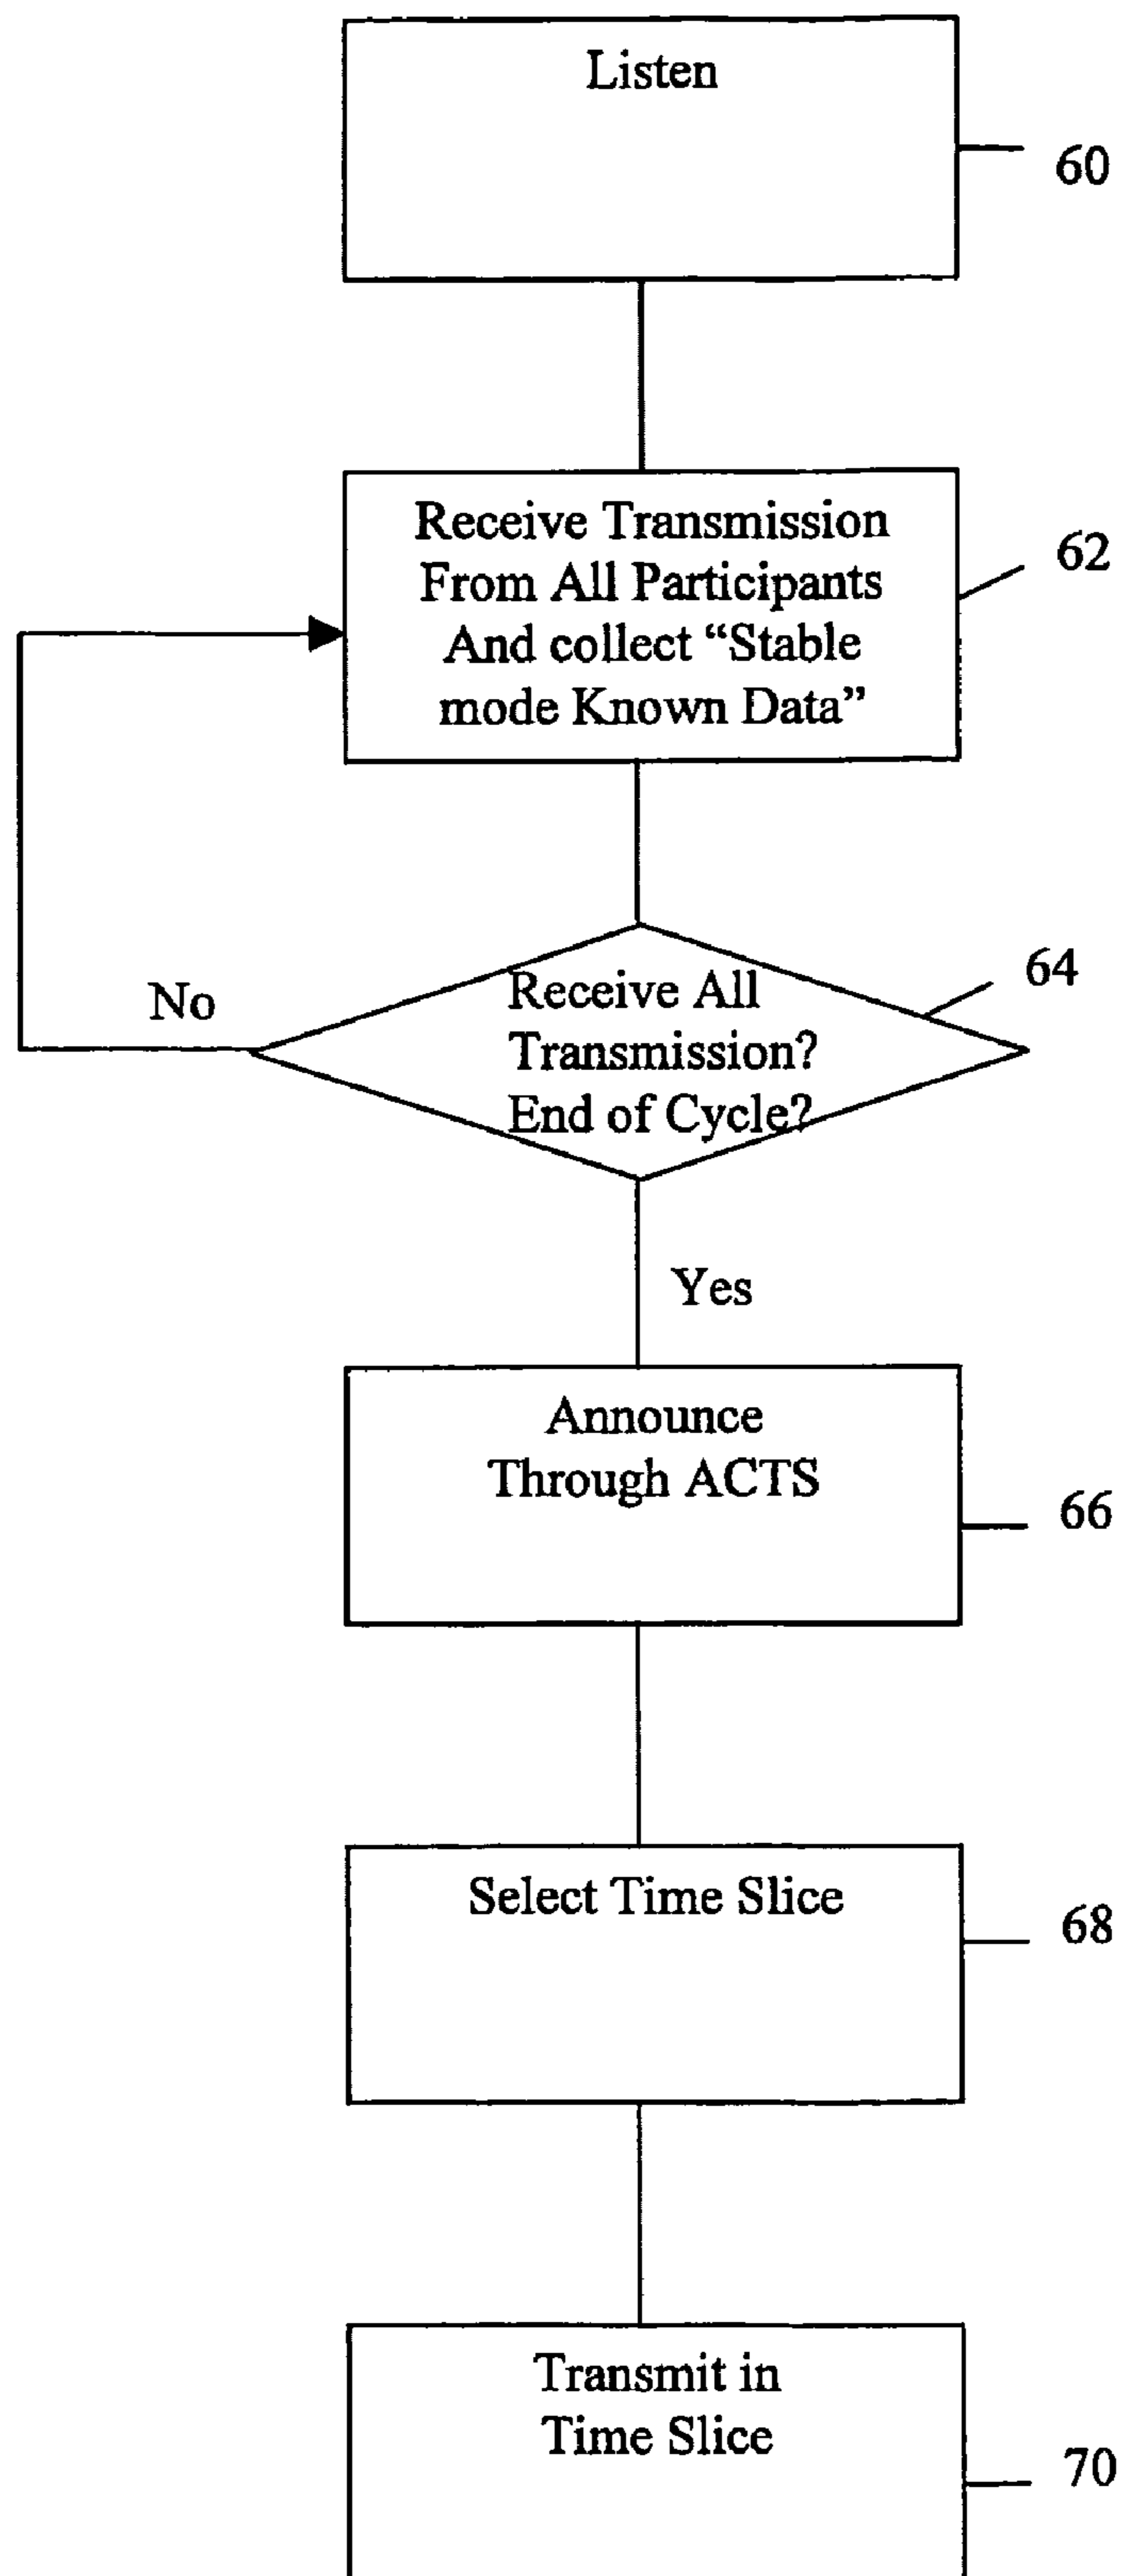 Listen
60
Receive Transmission
From All Participants
And collect “Stable
mode Known Data”
62
64
No
Receive All
Transmission?
End of Cycle?
Yes
Announce
Through ACTS
66
Select Time Slice
68
Transmit in
Time Slice
70